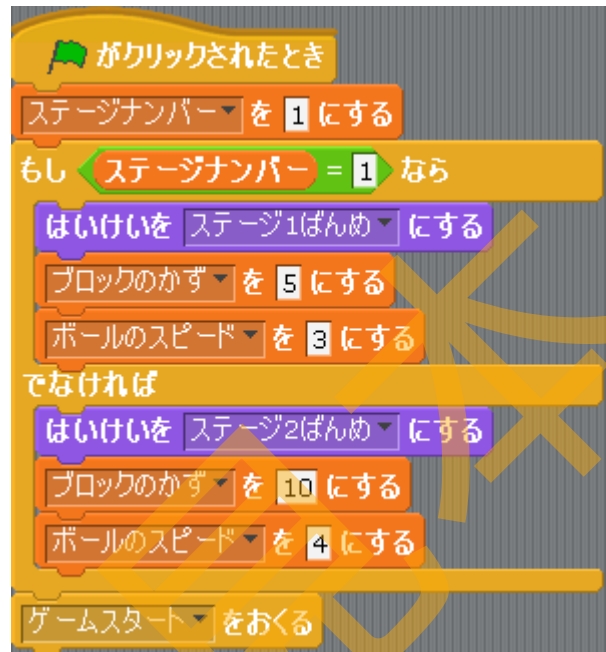 がクリックされたとき
ステージナンバー を 1 にする
もし ステージナンバー = 1 なら
はいけいを ステージ1ばんめ にする
ブロックのかず を 5 にする
ボールのスピード を 3 にする
でなければ
はいけいを ステージ2ばんめ にする
ブロックのかず を 10 にする
ボールのスピード を 4 にする
ゲームスタート をおくる